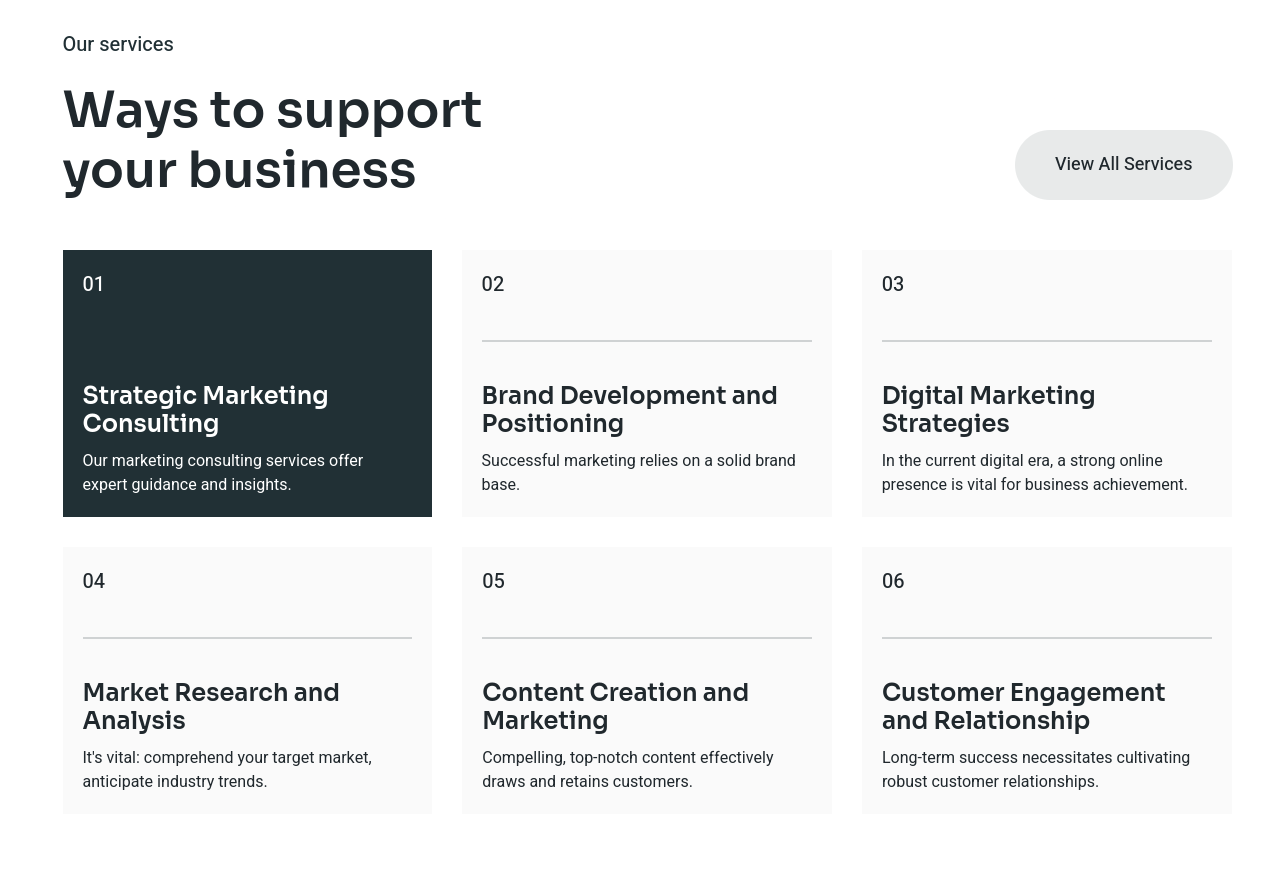 Our services
Ways to support
your business
View All Services
01
Strategic Marketing
Consulting
Our marketing consulting services offer
expert guidance and insights.
02
Brand Development and
Positioning
Successful marketing relies on a solid brand
base.
03
Digital Marketing
Strategies
In the current digital era, a strong online
presence is vital for business achievement.
04
Market Research and
Analysis
It's vital: comprehend your target market,
anticipate industry trends.
05
Content Creation and
Marketing
Compelling, top-notch content effectively
draws and retains customers.
06
Customer Engagement
and Relationship
Long-term success necessitates cultivating
robust customer relationships.